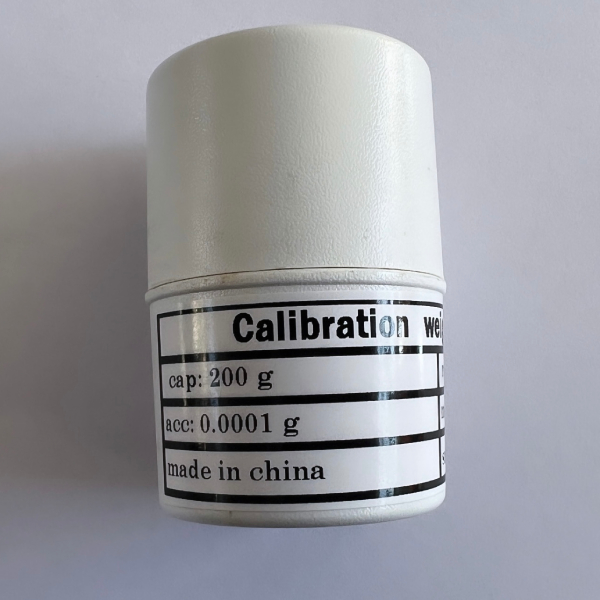 Calibration
cap: 200 g
acc: 0.0001 g
made in china